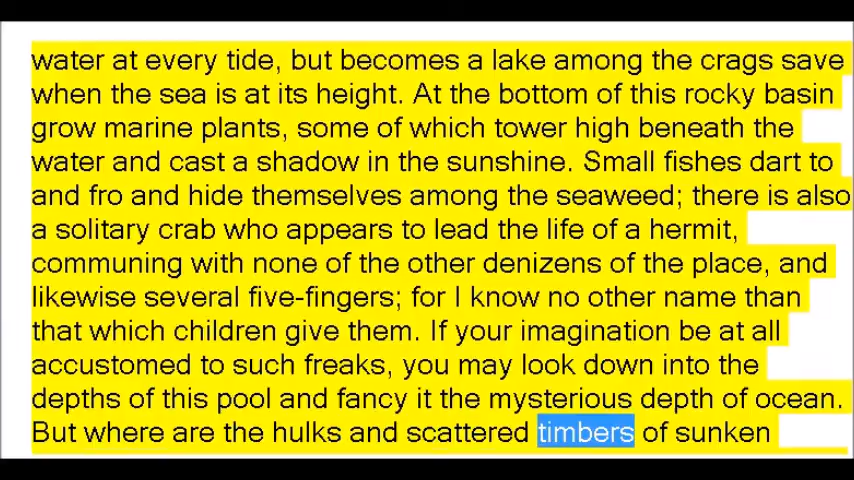 water at every tide, but becomes a lake among the crags save
when the sea is at its height. At the bottom of this rocky basin
grow marine plants, some of which tower high beneath the
water and cast a shadow in the sunshine. Small fishes dart to
and fro and hide themselves among the seaweed; there is also
a solitary crab who appears to lead the life of a hermit,
communing with none of the other denizens of the place, and
likewise several five-fingers; for I know no other name than
that which children give them. If your imagination be at all
accustomed to such freaks, you may look down into the
depths of this pool and fancy it the mysterious depth of ocean.
But where are the hulks and scattered timbers of sunken